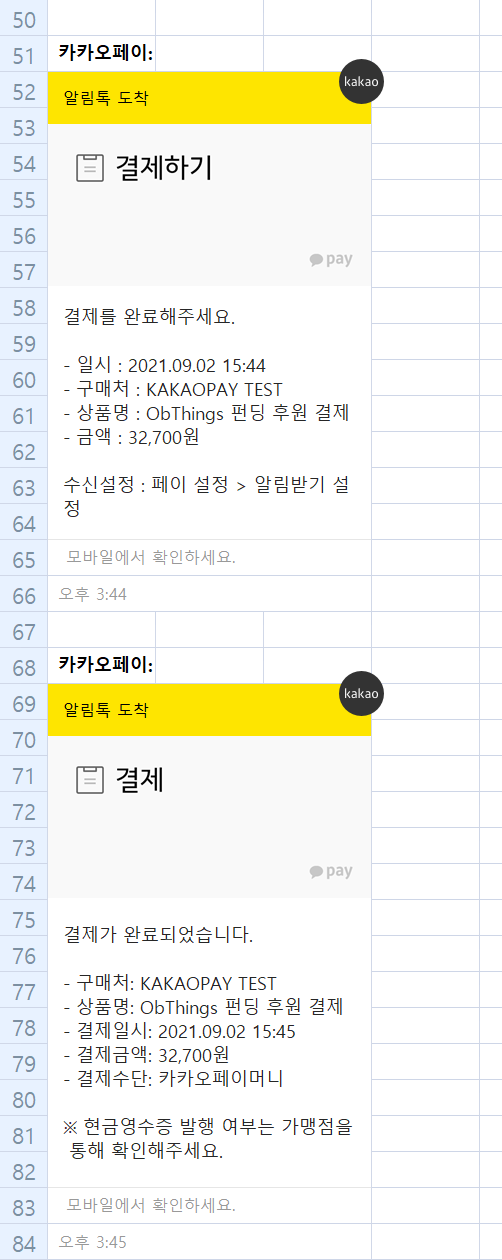 50
51
카카오페이:
52
kakao
알림톡 도착
53
54
결제하기
55
56
57
pay
58
결제를 완료해주세요.
59
60
- 일시 : 2021.09.02 15:44
- 구매처 : KAKAOPAY TEST
61
- 상품명 : ObThings 펀딩 후원 결제
62
- 금액 : 32,700원
63
수신설정 : 페이 설정 > 알림받기 설
64
정
65
모바일에서 확인하세요.
66
오후 3:44
67
68
카카오페이:
69
kakao
알림톡 도착
70
71
결제
72
73
74
pay
75
결제가 완료되었습니다.
76
77
- 구매처: KAKAOPAY TEST
78
- 상품명: ObThings 펀딩 후원 결제
- 결제일시: 2021.09.02 15:45
79
- 결제금액: 32,700원
80
- 결제수단: 카카오페이머니
81
※ 현금영수증 발행 여부는 가맹점을
82
통해 확인해주세요.
83
모바일에서 확인하세요.
84
오후 3:45